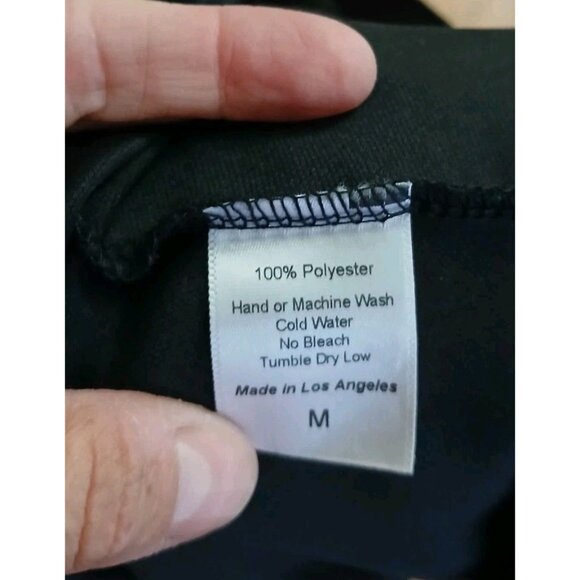 100% Polyester
Hand or Machine Wash
Cold Water
No Bleach
Tumble Dry Low
Made in Los Angeles
M